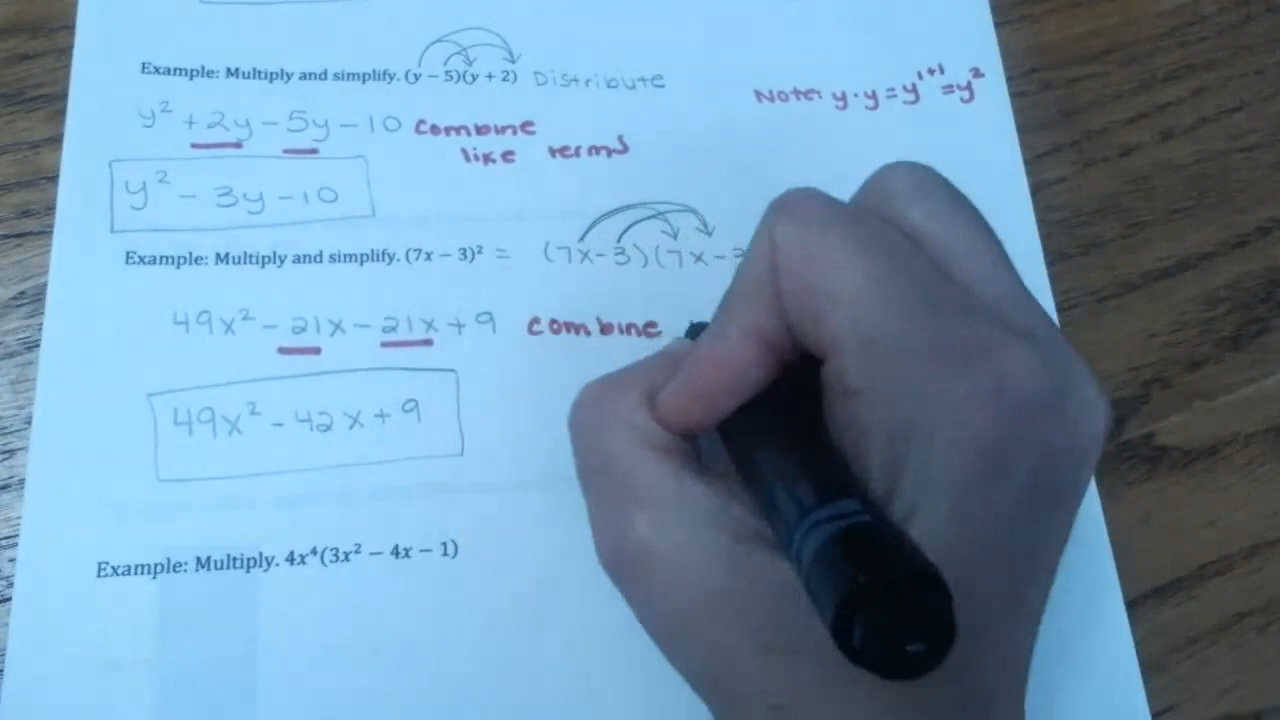 Example: Multiply and simplify. (y − 5)(y + 2) Distribute
Note: y · y = y¹⁺¹ = y²
y² + 2y − 5y − 10 combine
like terms
y² − 3y − 10
Example: Multiply and simplify. (7x − 3)² = (7x − 3)(7x −
49x² − 21x − 21x + 9 combine
49x² − 42x + 9
Example: Multiply. 4x⁴(3x² − 4x − 1)